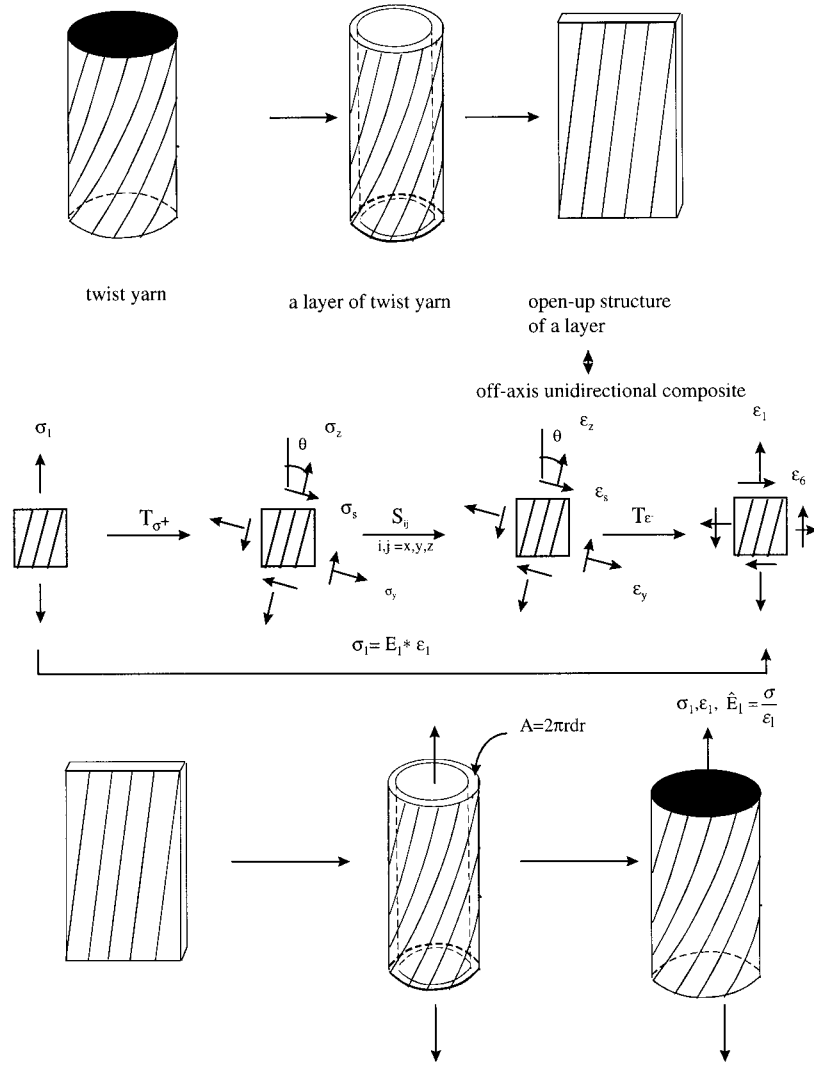 twist yarn
a layer of twist yarn
open-up structure
of a layer
off-axis unidirectional composite
σ₁
σz
θ
εz
θ
ε₁
Tσ⁺
σs
Sij
i,j =x,y,z
εs
Tε-
ε₆
σy
εy
σ₁= E₁* ε₁
A=2πrdr
σ₁,ε₁, Ê₁ = σ/ε₁